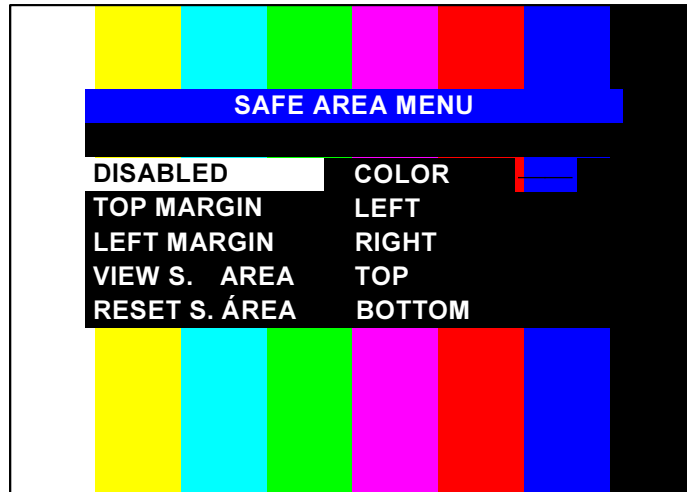 SAFE AREA MENU
DISABLED COLOR
TOP MARGIN LEFT
LEFT MARGIN RIGHT
VIEW S. AREA TOP
RESET S. ÁREA BOTTOM